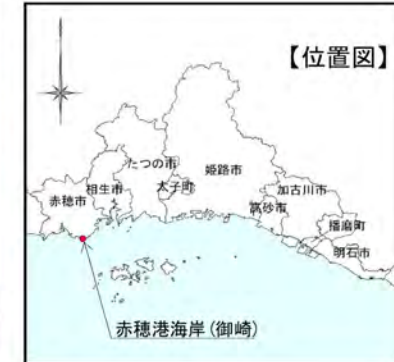 【位置図】
たつの市
姫路市
赤穂市
相生市
太子町
加古川市
高砂市
播磨町
明石市
赤穂港海岸(御崎)